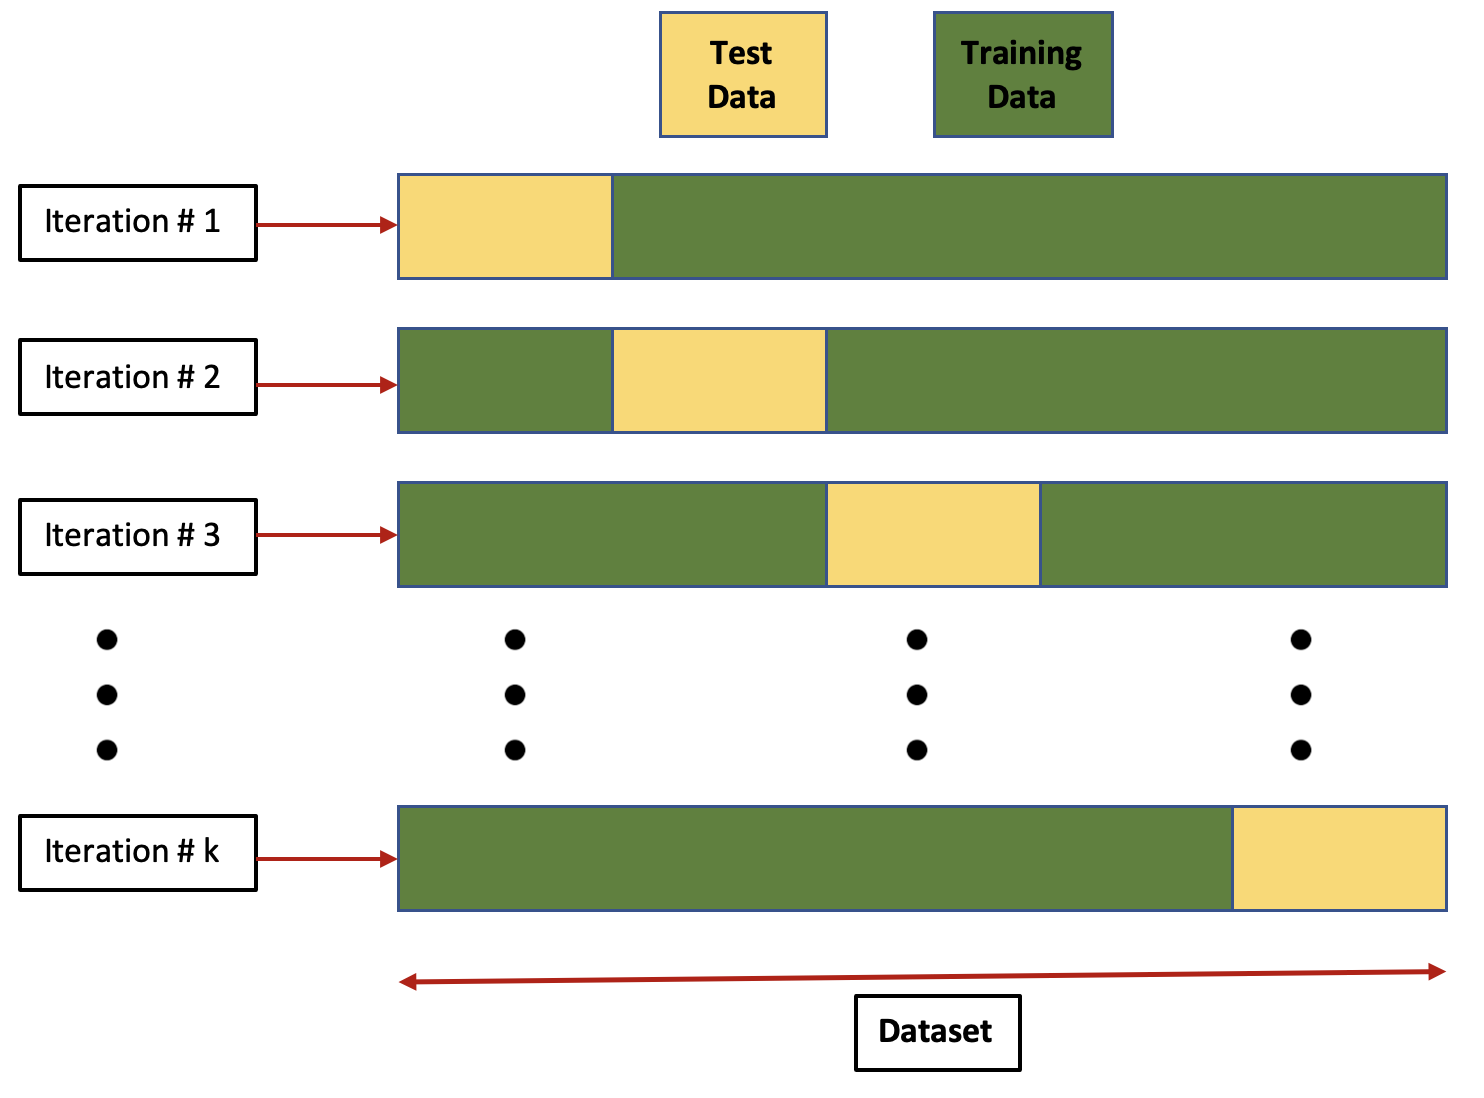 Test
Data
Training
Data
Iteration # 1
Iteration # 2
Iteration # 3
Iteration # k
Dataset